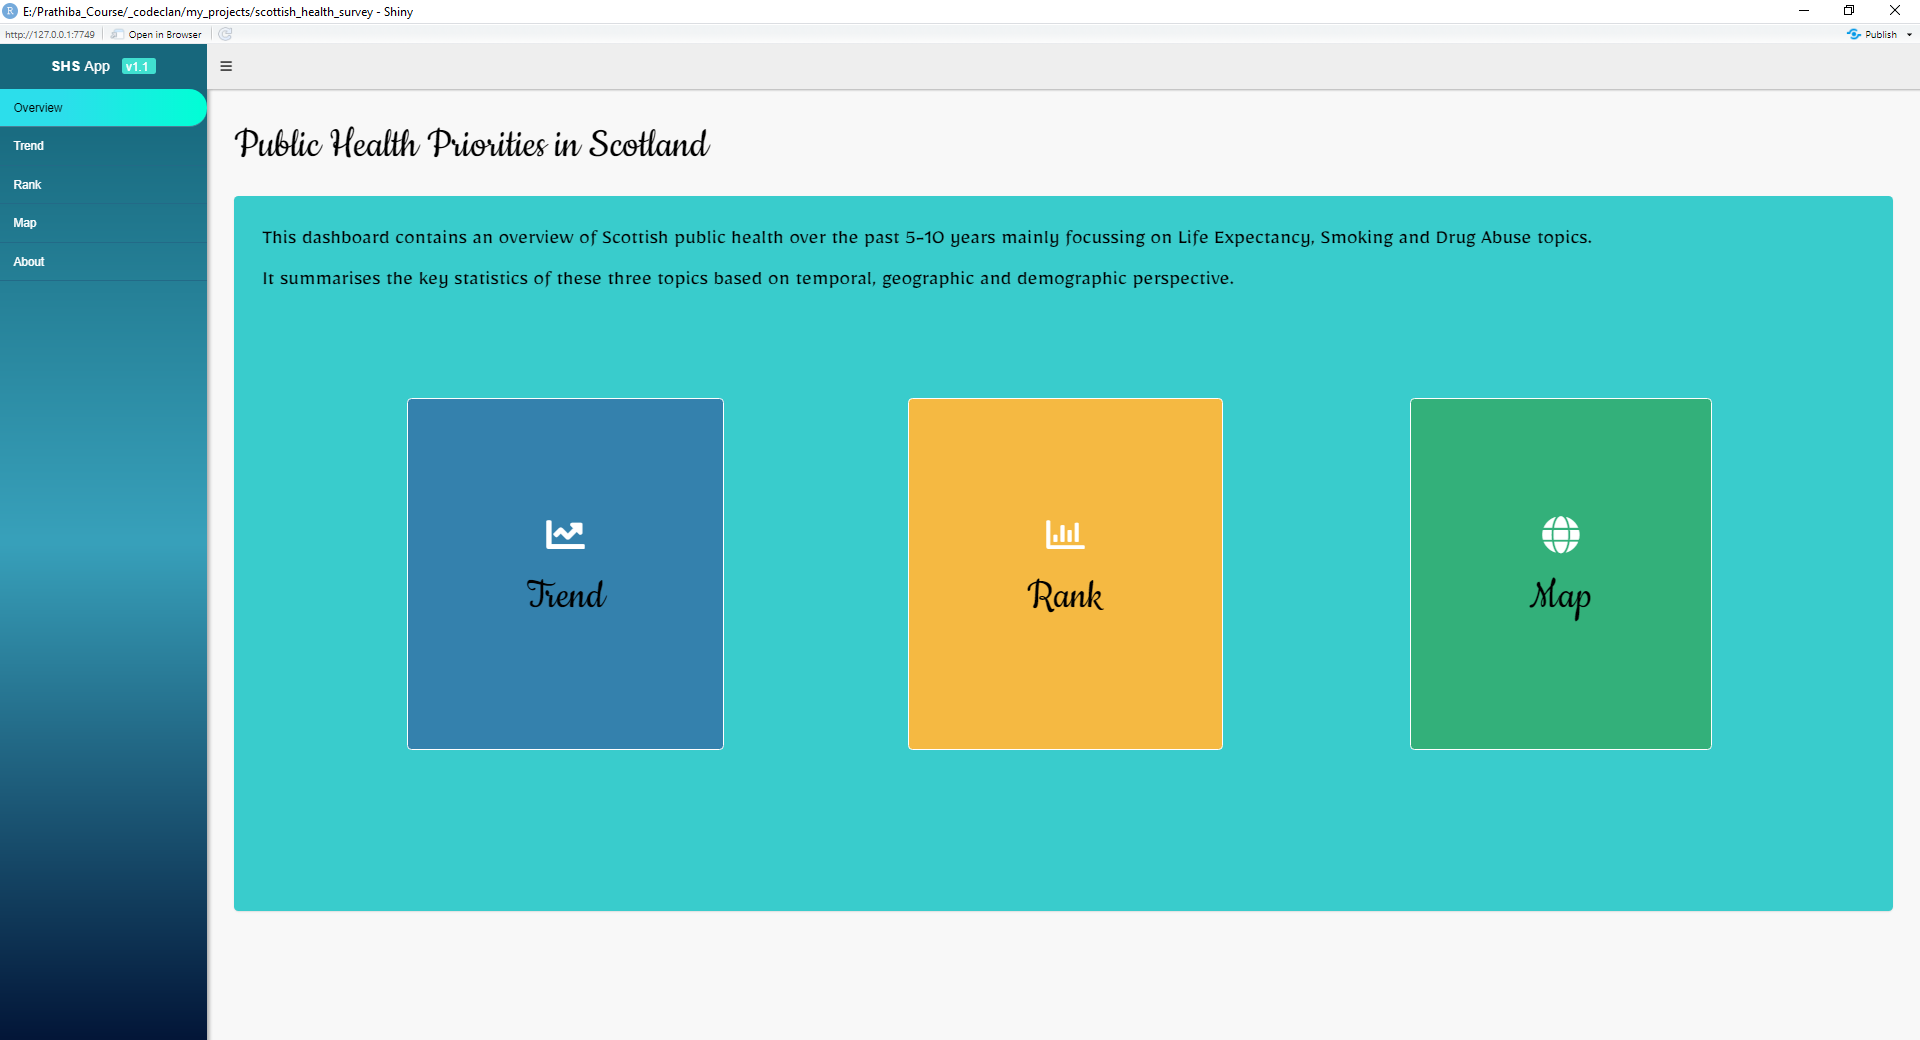 E:/Prathiba_Course/_codeclan/my_projects/scottish_health_survey - Shiny
http://127.0.0.1:7749 Open in Browser Publish
SHS App v1.1
Overview
Trend
Rank
Map
About
Public Health Priorities in Scotland
This dashboard contains an overview of Scottish public health over the past 5-10 years mainly focussing on Life Expectancy, Smoking and Drug Abuse topics.
It summarises the key statistics of these three topics based on temporal, geographic and demographic perspective.
Trend
Rank
Map